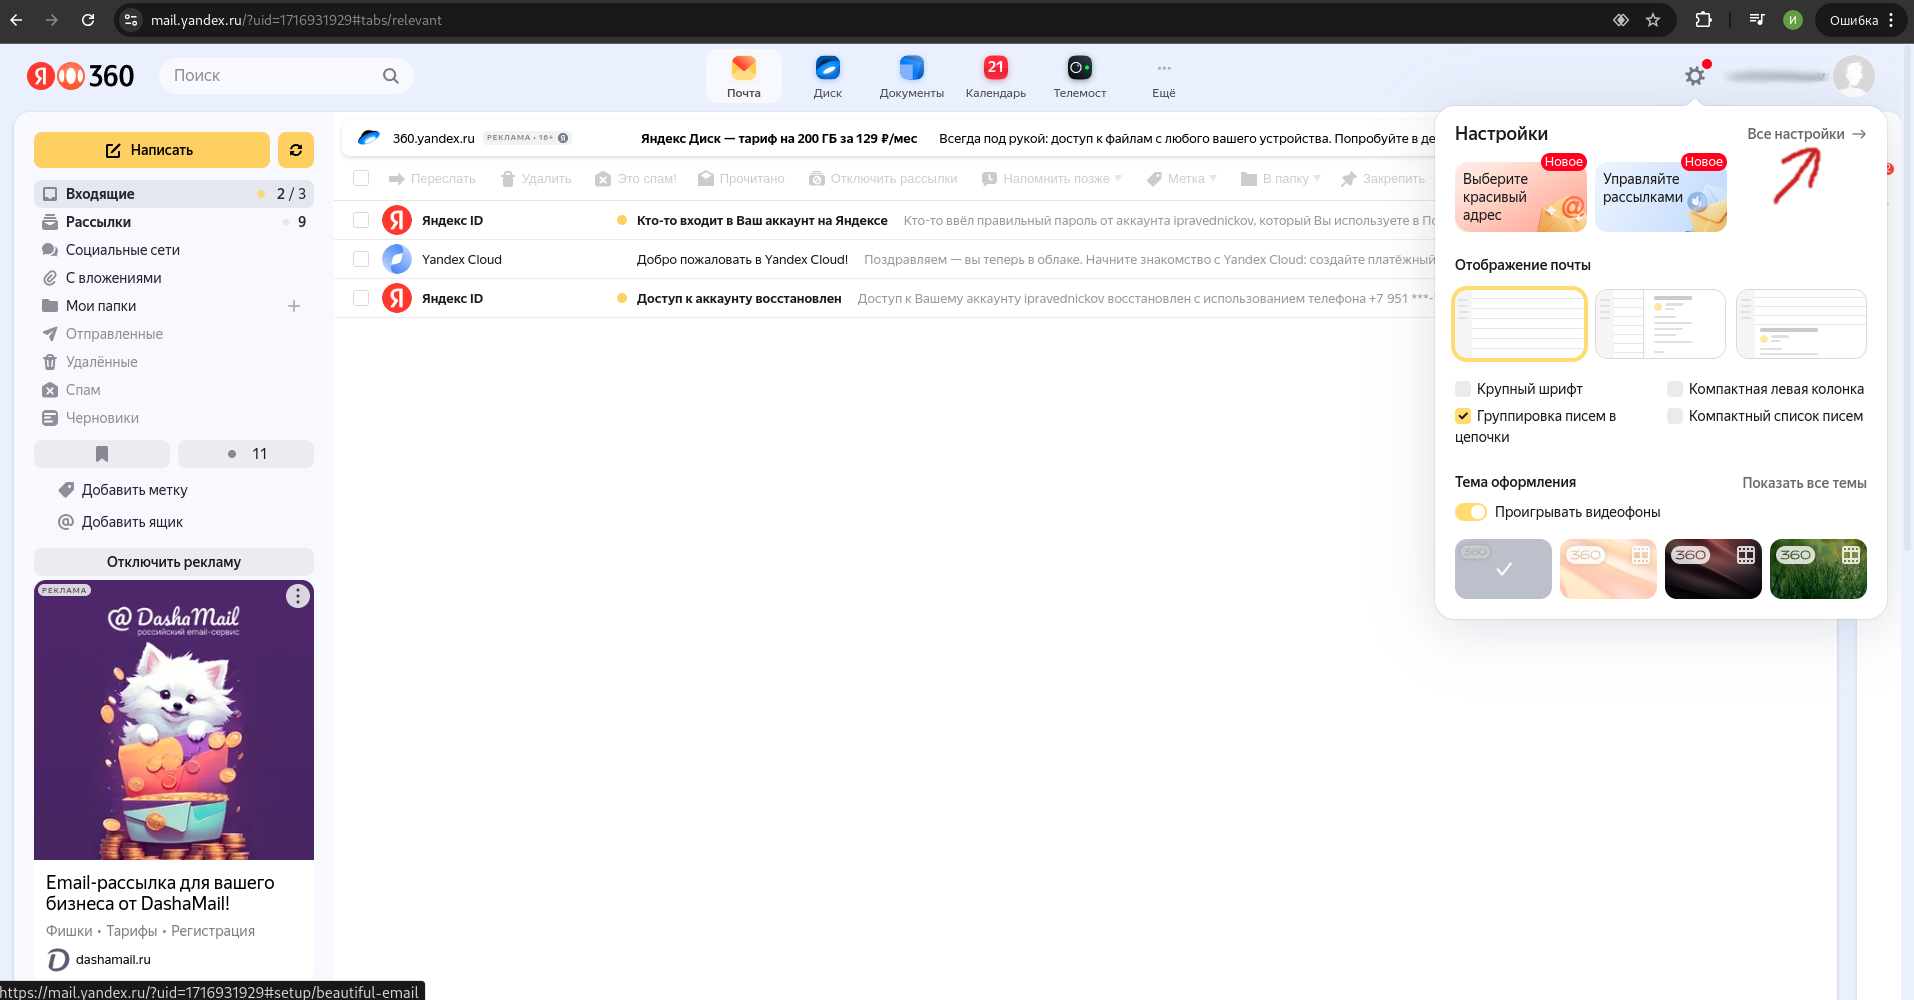 mail.yandex.ru/?uid=1716931929#tabs/relevant
И
Ошибка
Я 360
Поиск
Почта
Диск
Документы
21
Календарь
Телемост
Ещё
Написать
Входящие 2 / 3
Рассылки 9
Социальные сети
С вложениями
Мои папки
Отправленные
Удалённые
Спам
Черновики
11
Добавить метку
Добавить ящик
Отключить рекламу
РЕКЛАМА
@ DashaMail
российский email-сервис
Email-рассылка для вашего
бизнеса от DashaMail!
Фишки • Тарифы • Регистрация
dashamail.ru
https://mail.yandex.ru/?uid=1716931929#setup/beautiful-email
360.yandex.ru РЕКЛАМА • 16+ Яндекс Диск — тариф на 200 ГБ за 129 ₽/мес Всегда под рукой: доступ к файлам с любого вашего устройства. Попробуйте в де
Переслать Удалить Это спам! Прочитано Отключить рассылки Напомнить позже Метка В папку Закрепить
Я Яндекс ID Кто-то входит в Ваш аккаунт на Яндексе Кто-то ввёл правильный пароль от аккаунта ipravednickov, который Вы используете в По
Yandex Cloud Добро пожаловать в Yandex Cloud! Поздравляем — вы теперь в облаке. Начните знакомство с Yandex Cloud: создайте платёжный
Я Яндекс ID Доступ к аккаунту восстановлен Доступ к Вашему аккаунту ipravednickov восстановлен с использованием телефона +7 951 ***-
Настройки
Все настройки →
Новое
Выберите
красивый
адрес
Новое
Управляйте
рассылками
Отображение почты
Крупный шрифт
Компактная левая колонка
Группировка писем в
цепочки
Компактный список писем
Тема оформления
Показать все темы
Проигрывать видеофоны
360
360
360
360